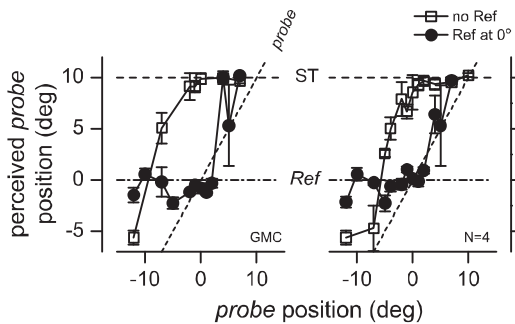 no Ref
Ref at 0°
probe
perceived probe
position (deg)
10
5
0
-5
ST
Ref
GMC
N=4
-10 0 10
-10 0 10
probe position (deg)